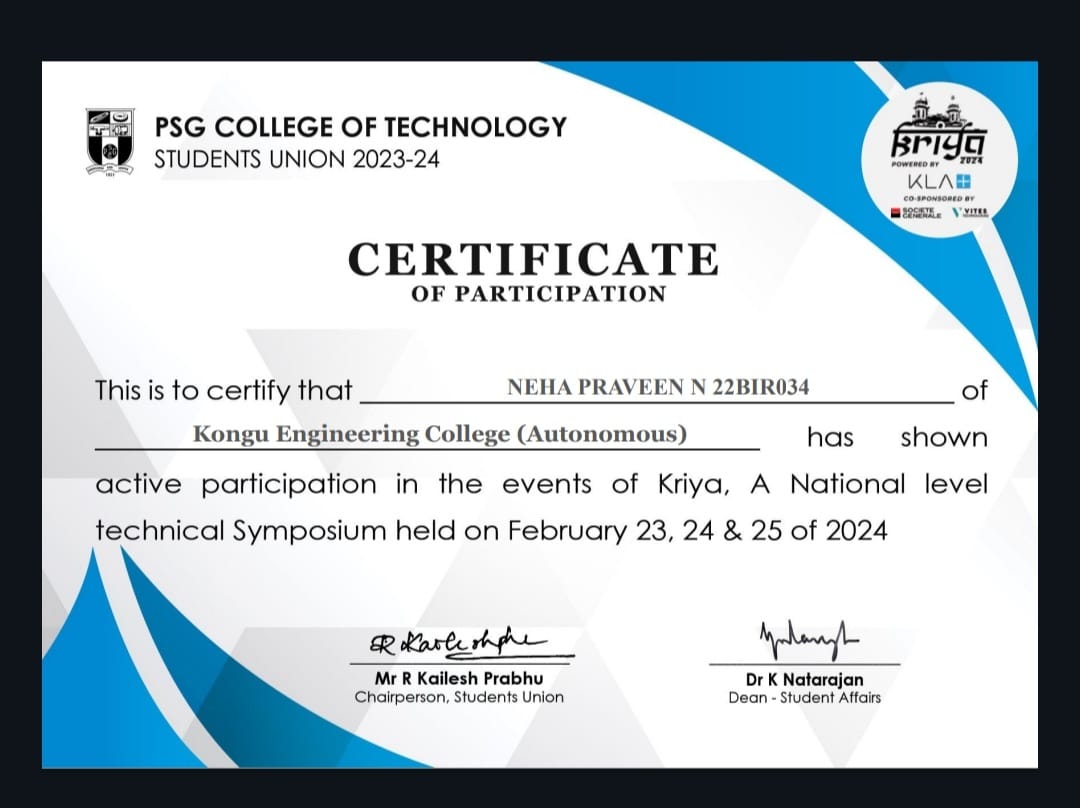 PSG COLLEGE OF TECHNOLOGY
STUDENTS UNION 2023-24
Kriya
2024
POWERED BY
KLA
CO-SPONSORED BY
SOCIETE GENERALE
VITES
CERTIFICATE
OF PARTICIPATION
This is to certify that NEHA PRAVEEN N 22BIR034 of
Kongu Engineering College (Autonomous) has shown
active participation in the events of Kriya, A National level
technical Symposium held on February 23, 24 & 25 of 2024
Mr R Kailesh Prabhu
Chairperson, Students Union
Dr K Natarajan
Dean - Student Affairs